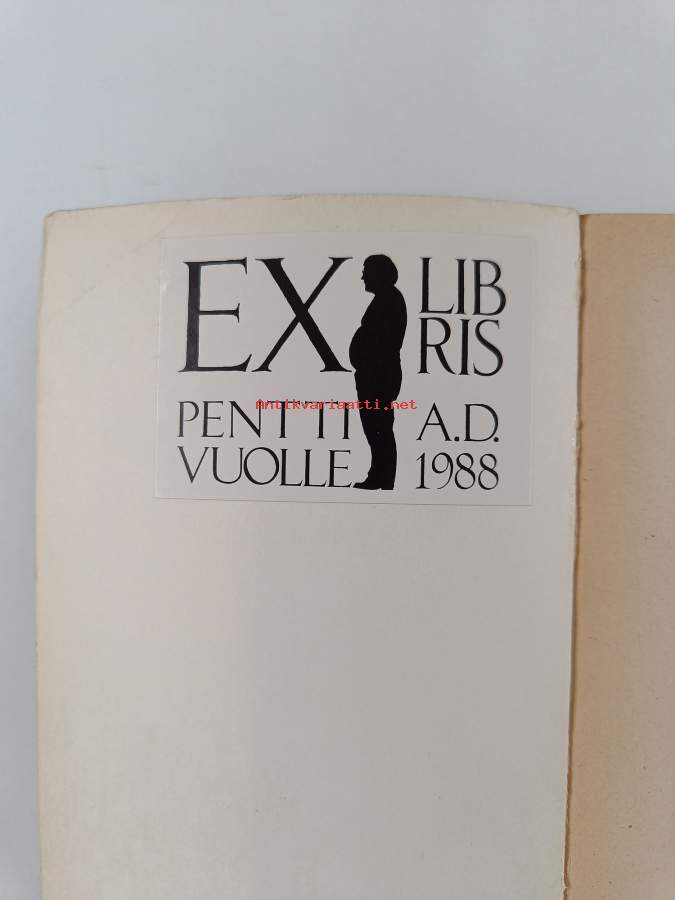 EX LIB
RIS
Antikvariaatti.net
PENTTI A.D.
VUOLLE 1988